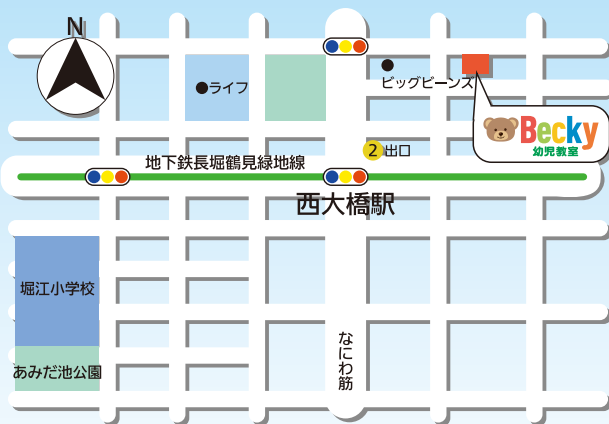 N
●ライフ
ビッグビーンズ
Becky
幼児教室
2 出口
地下鉄長堀鶴見緑地線
西大橋駅
堀江小学校
なにわ筋
あみだ池公園